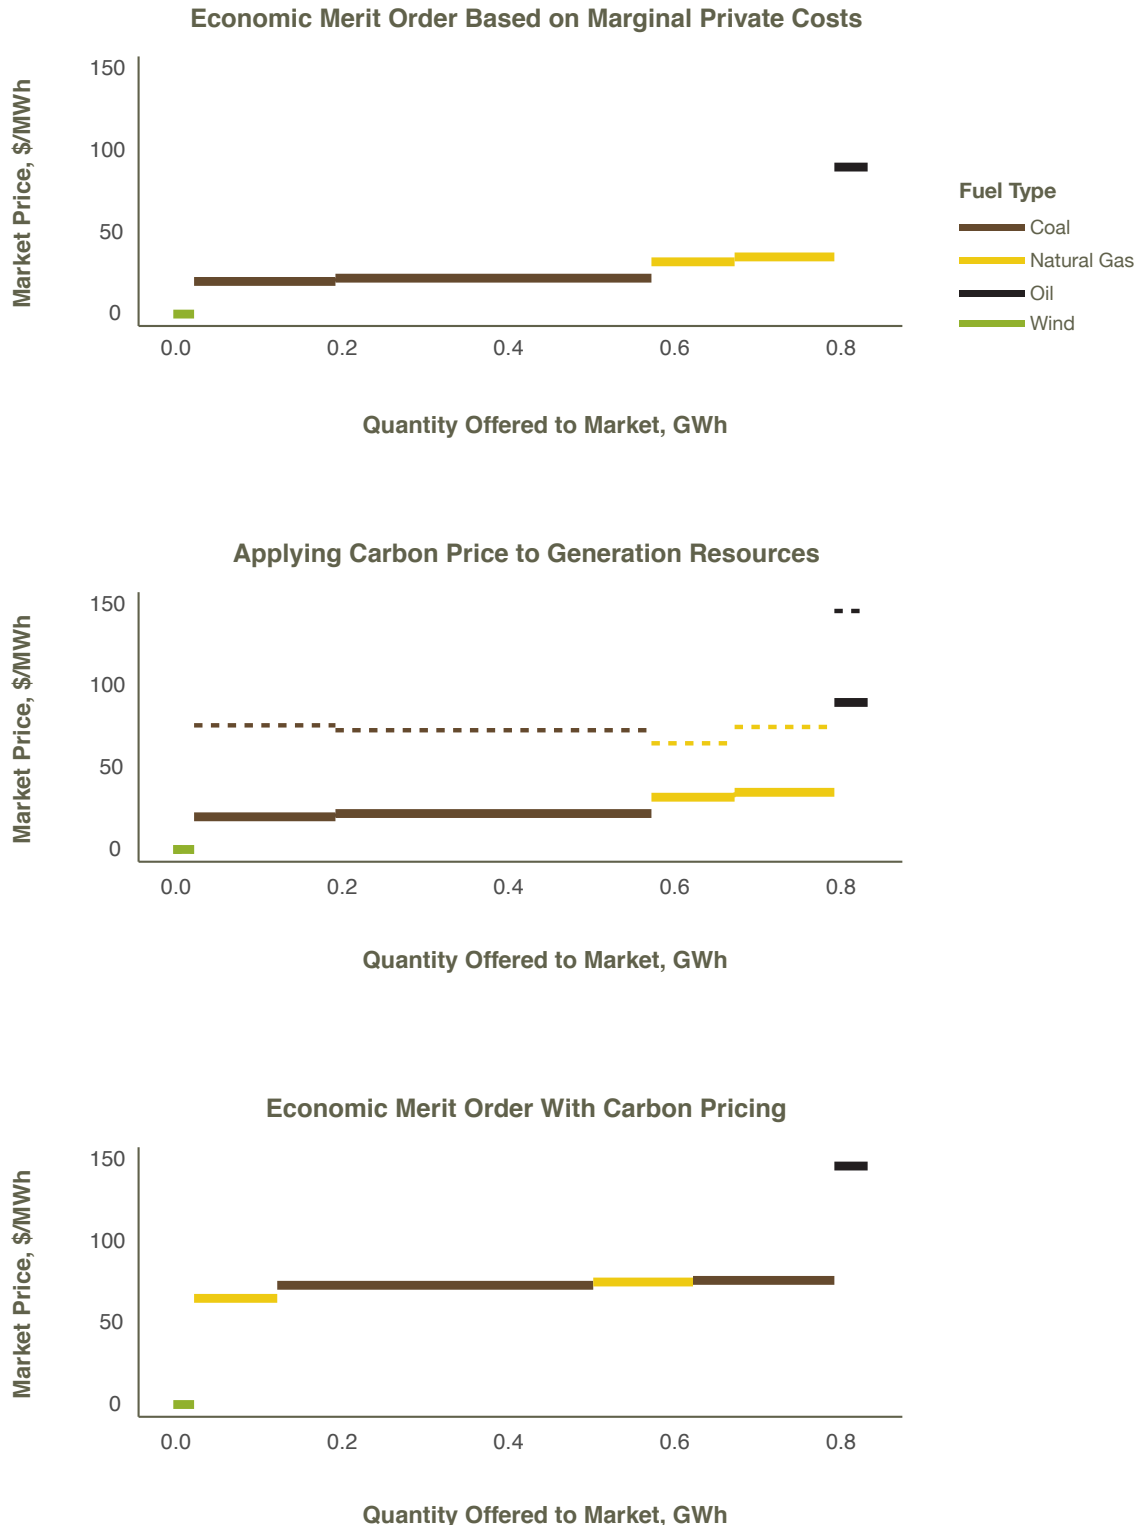 Economic Merit Order Based on Marginal Private Costs
Market Price, $/MWh
150
100
50
0
0.0 0.2 0.4 0.6 0.8
Quantity Offered to Market, GWh
Fuel Type
Coal
Natural Gas
Oil
Wind
Applying Carbon Price to Generation Resources
Market Price, $/MWh
150
100
50
0
0.0 0.2 0.4 0.6 0.8
Quantity Offered to Market, GWh
Economic Merit Order With Carbon Pricing
Market Price, $/MWh
150
100
50
0
0.0 0.2 0.4 0.6 0.8
Quantity Offered to Market, GWh